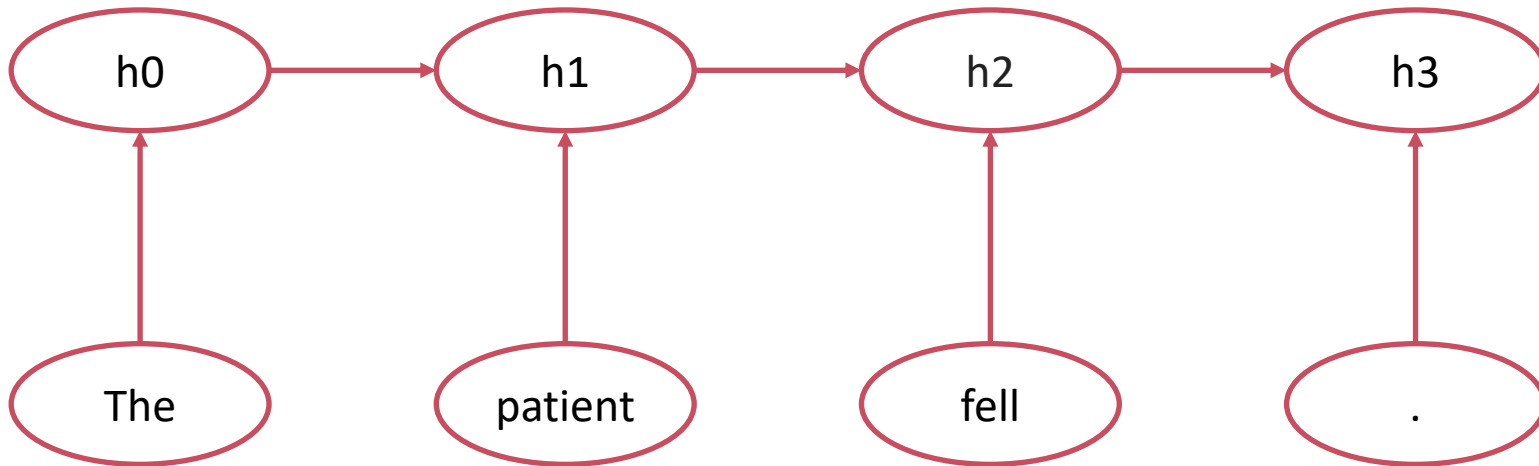 h0 h1 h2 h3
The patient fell .